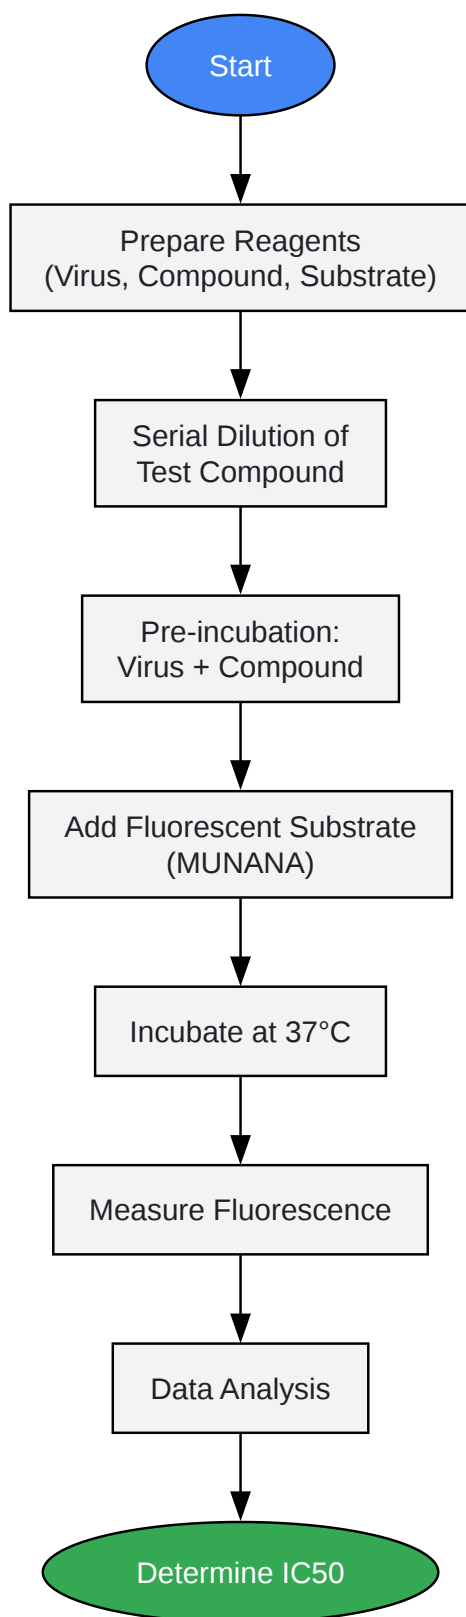 Start
Prepare Reagents
(Virus, Compound, Substrate)
Serial Dilution of
Test Compound
Pre-incubation:
Virus + Compound
Add Fluorescent Substrate
(MUNANA)
Incubate at 37°C
Measure Fluorescence
Data Analysis
Determine IC50